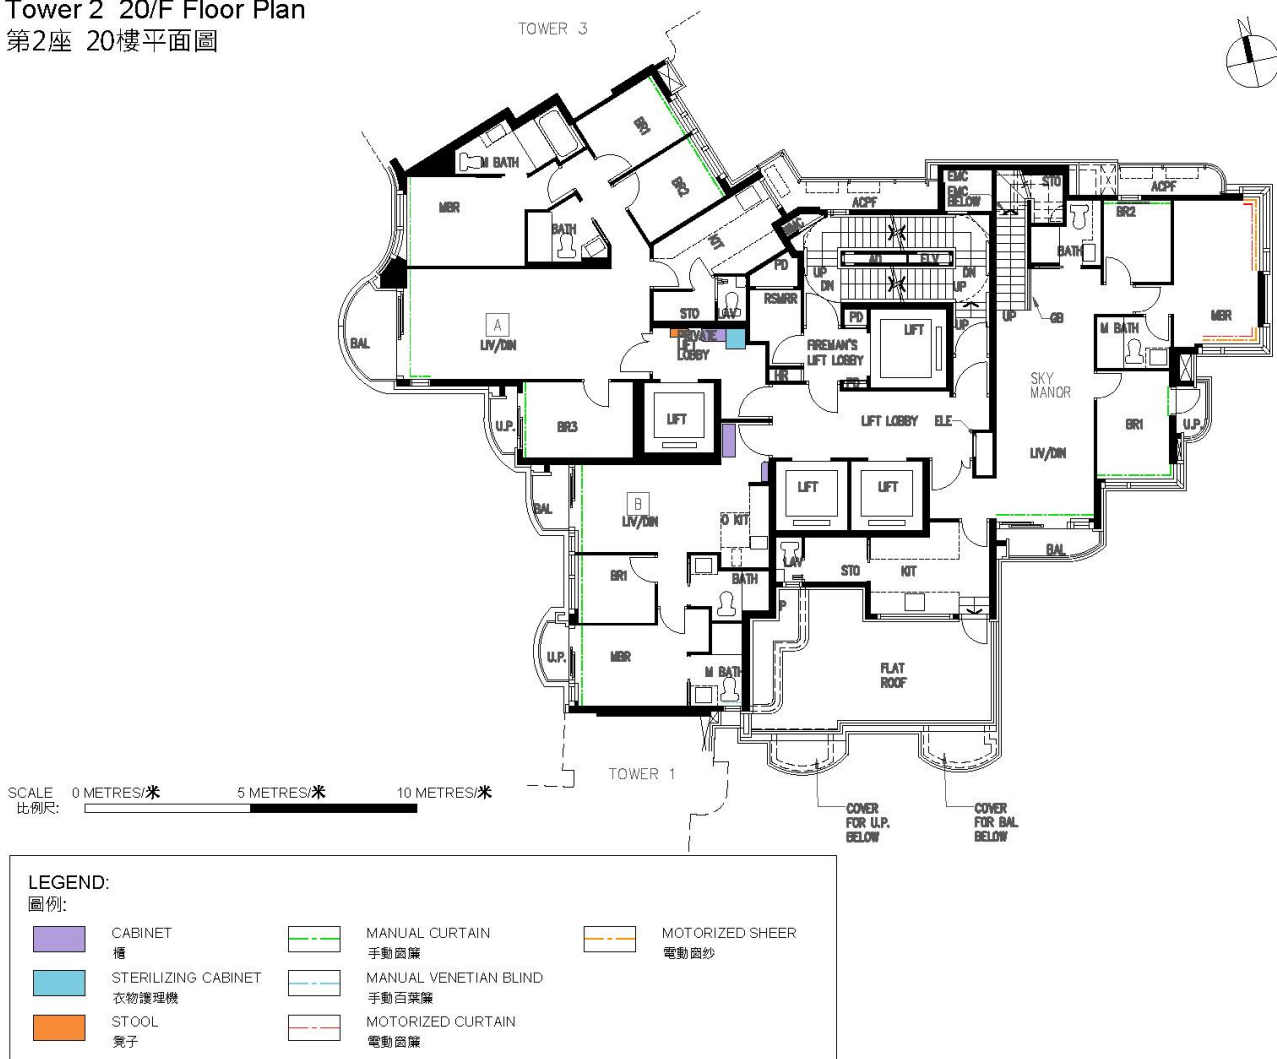 Tower 2 20/F Floor Plan
第2座 20樓平面圖
TOWER 3
N
BR1
M BATH
BR2
MBR
BATH
KIT
ACPF
EMC
EMC
EMC
BELOW
STO
ACPF
BR2
BATH
AD
ELV
PD
UP
DN
DN
UP
STO
LAV
RSMRR
PD
UP
UP
GB
MBR
M BATH
A
LIV/DIN
BAL
PRIVATE
LIFT
LOBBY
FIREMAN'S
LIFT LOBBY
LIFT
HR
PD
SKY
MANOR
U.P.
BR3
LIFT
LIFT LOBBY
ELE
BR1
U.P.
LIV/DIN
LIFT
LIFT
BAL
B
LIV/DIN
O KIT
BAL
LAV
STO
KIT
BR1
BATH
P
U.P.
MBR
M BATH
FLAT
ROOF
TOWER 1
COVER
FOR U.P.
BELOW
COVER
FOR BAL
BELOW
SCALE 0 METRES/米 5 METRES/米 10 METRES/米
比例尺:
LEGEND:
圖例:
CABINET
櫃
MANUAL CURTAIN
手動窗簾
MOTORIZED SHEER
電動窗紗
STERILIZING CABINET
衣物護理機
MANUAL VENETIAN BLIND
手動百葉簾
STOOL
凳子
MOTORIZED CURTAIN
電動窗簾